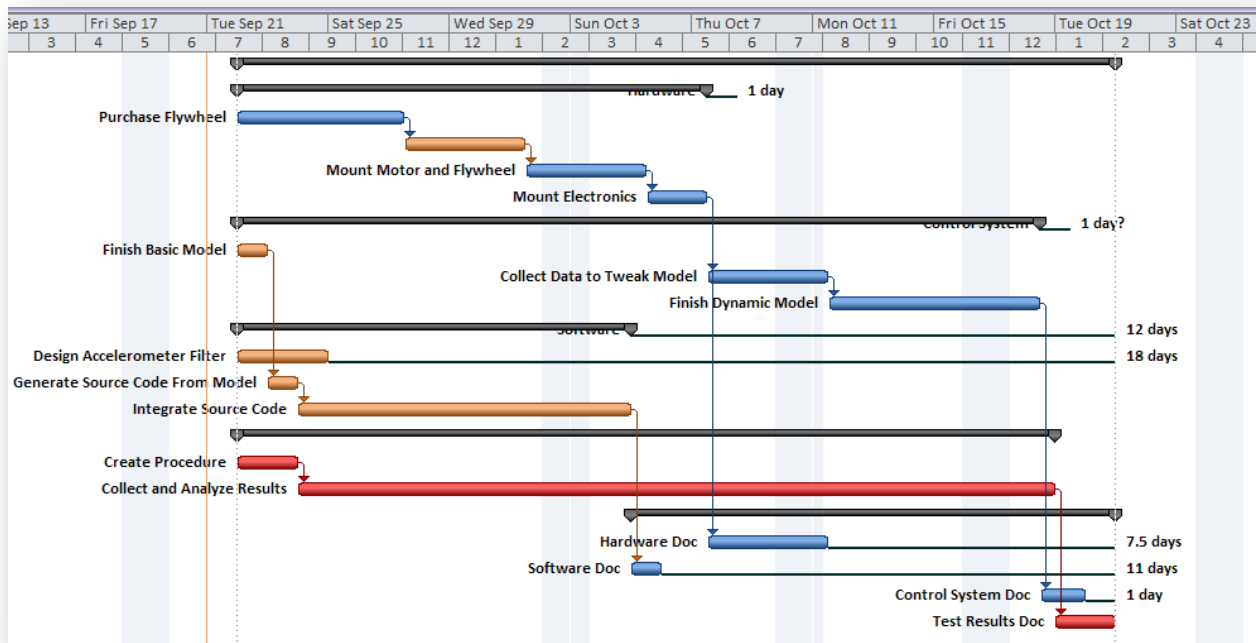 Sep 13 Fri Sep 17 Tue Sep 21 Sat Sep 25 Wed Sep 29 Sun Oct 3 Thu Oct 7 Mon Oct 11 Fri Oct 15 Tue Oct 19 Sat Oct 23
3 4 5 6 7 8 9 10 11 12 1 2 3 4 5 6 7 8 9 10 11 12 1 2 3 4
Hardware 1 day
Purchase Flywheel
Mount Motor and Flywheel
Mount Electronics
Control System 1 day?
Finish Basic Model
Collect Data to Tweak Model
Finish Dynamic Model
Software 12 days
Design Accelerometer Filter 18 days
Generate Source Code From Model
Integrate Source Code
Create Procedure
Collect and Analyze Results
Hardware Doc 7.5 days
Software Doc 11 days
Control System Doc 1 day
Test Results Doc